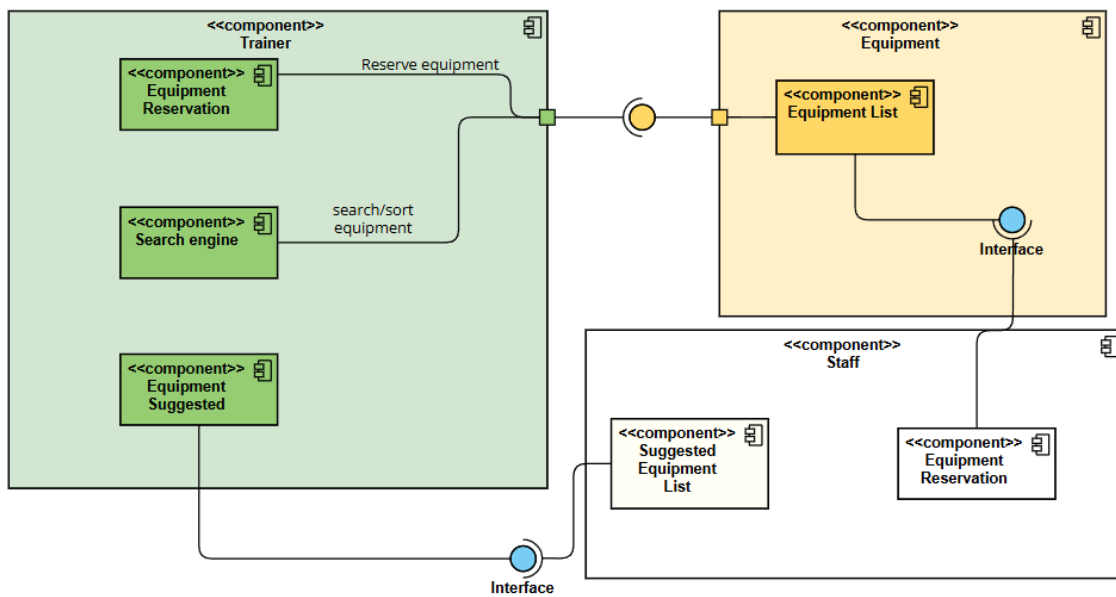 <<component>>
Trainer
<<component>>
Equipment
Reservation
Reserve equipment
<<component>>
Search engine
search/sort
equipment
<<component>>
Equipment
Suggested
<<component>>
Equipment
<<component>>
Equipment List
Interface
<<component>>
Staff
<<component>>
Suggested
Equipment
List
<<component>>
Equipment
Reservation
Interface